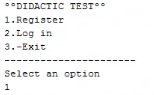 °°DIDACTIC TEST°°
1.Register
2.Log in
3.-Exit
----------------------
Select an option
1